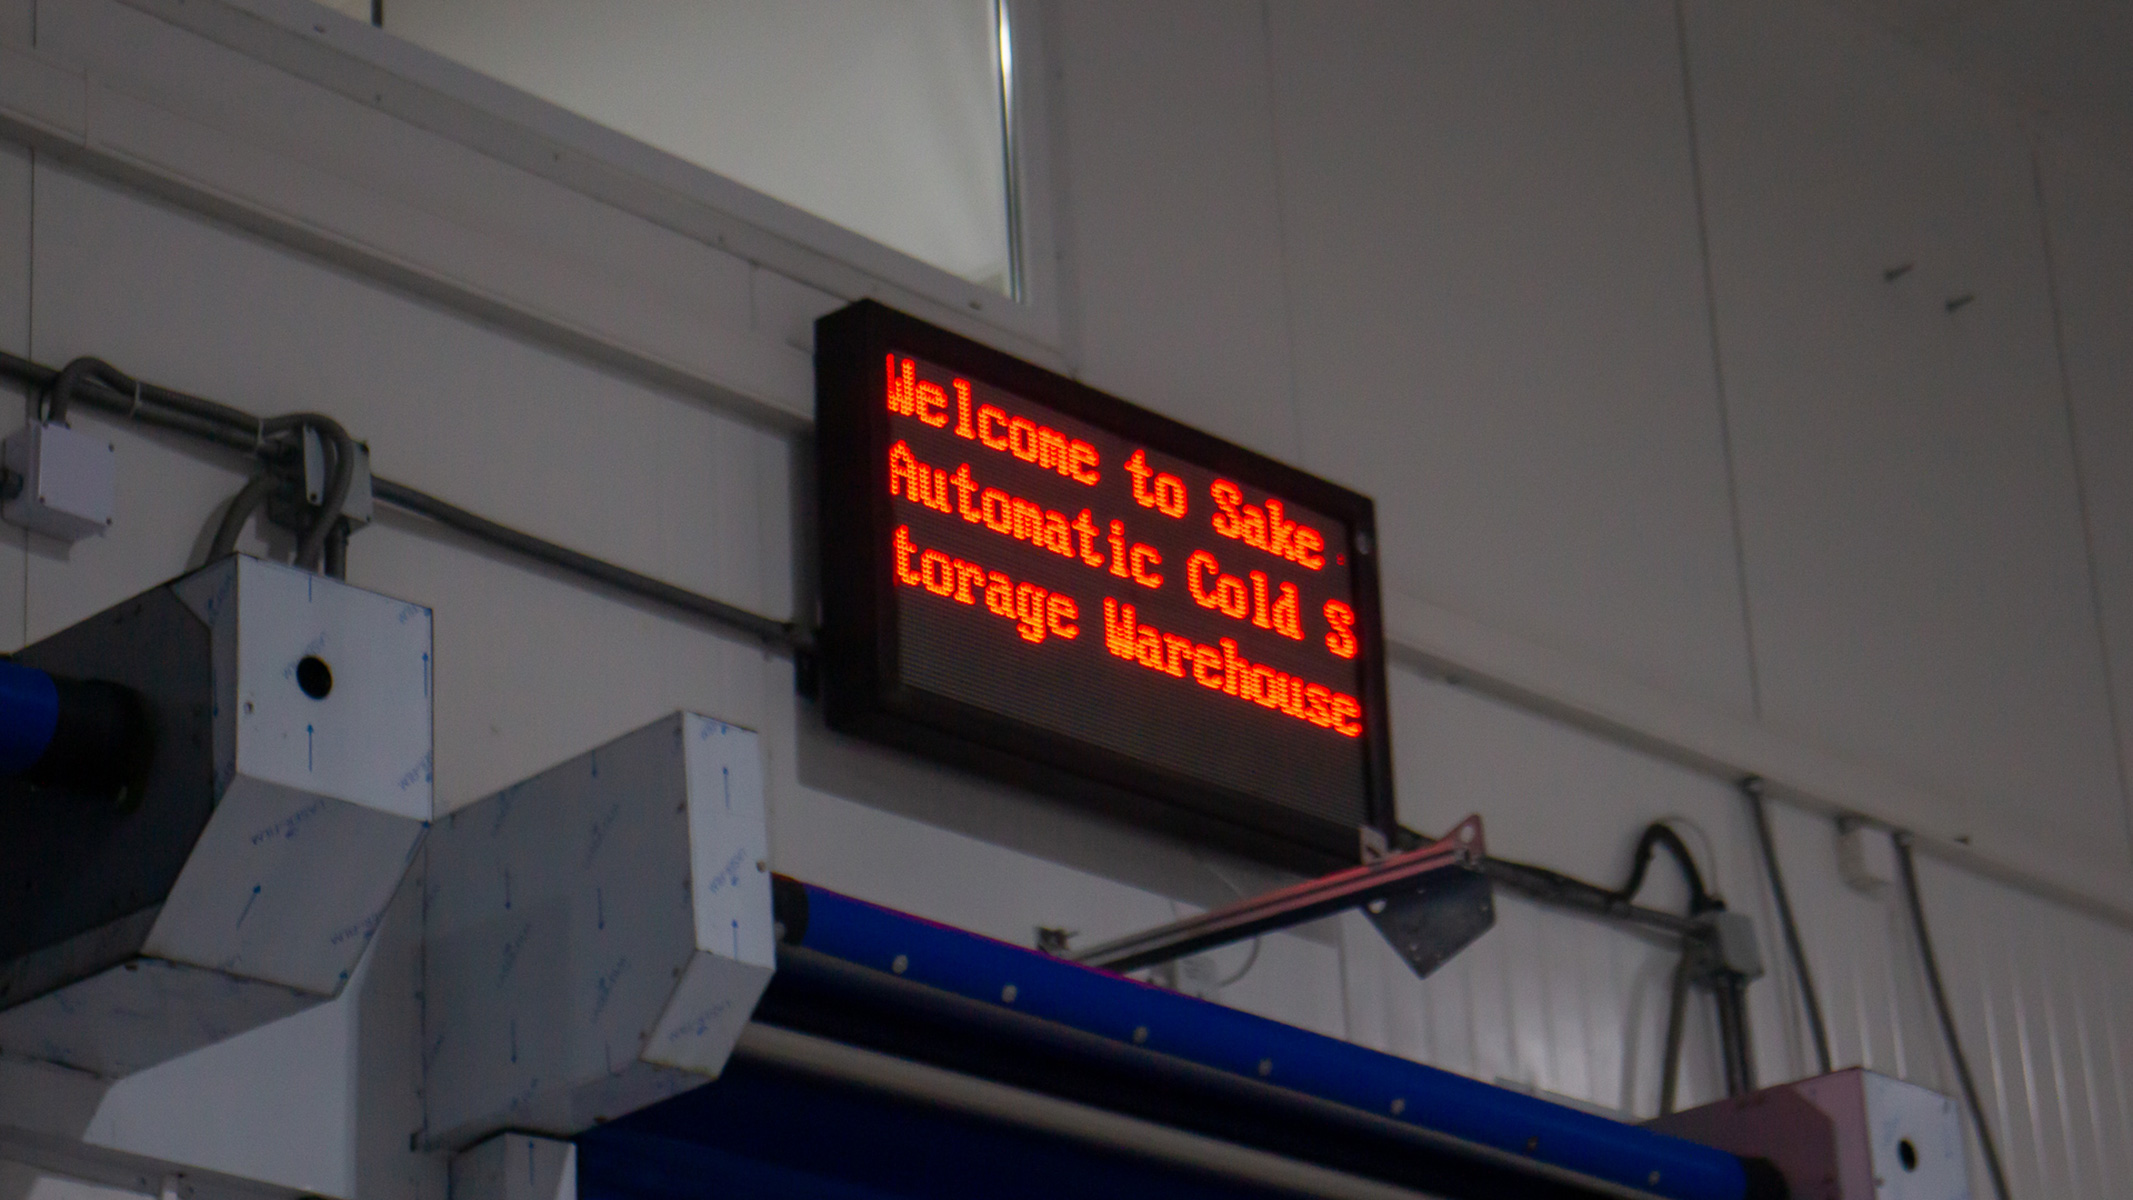 Welcome to Sake
Automatic Cold S
torage Warehouse